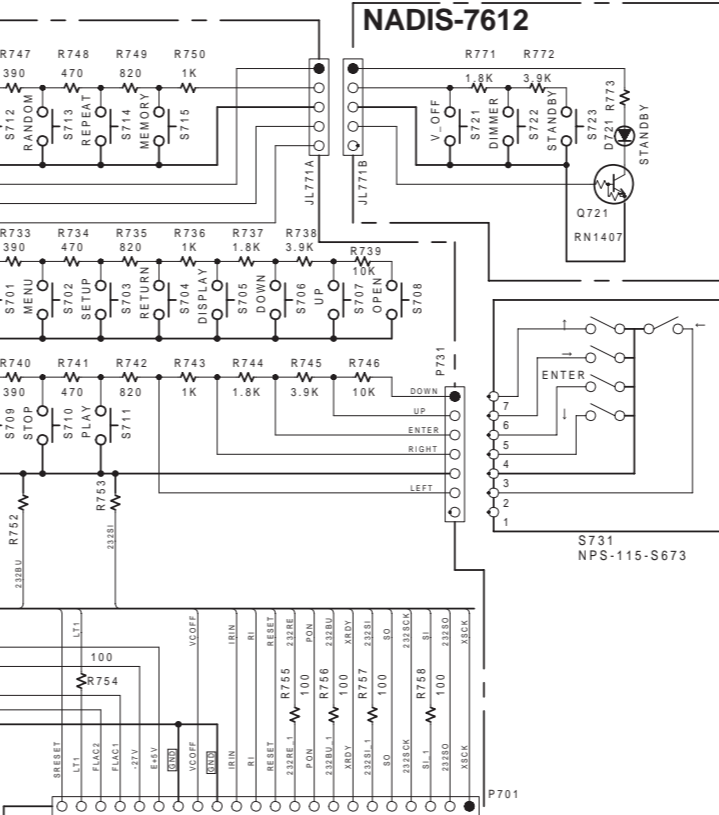 NADIS-7612
R747 R748 R749 R750
390 470 820 1K
S712 RANDOM S713 REPEAT S714 MEMORY S715
JL771A
JL771B
R771 R772
1.8K 3.9K
R773
V_OFF S721 DIMMER S722 STANDBY S723
D721
STANDBY
Q721
RN1407
R733 R734 R735 R736 R737 R738
390 470 820 1K 1.8K 3.9K
R739
10K
S701 MENU S702 SETUP S703 RETURN S704 DISPLAY S705 DOWN S706 UP S707 OPEN S708
R740 R741 R742 R743 R744 R745 R746
390 470 820 1K 1.8K 3.9K 10K
S709 STOP S710 PLAY S711
P731
DOWN
UP
ENTER
RIGHT
LEFT
↑
←
→
ENTER
↓
7
6
5
4
3
2
1
S731
NPS-115-S673
R752
232BU
R753
232SI
LT1 VCOFF IRIN RI RESET 232RE PON 232BU XRDY 232SI SO 232SCK SI 232SO XSCK
100
R754
R755 100 R756 100 R757 100 R758 100
SRESET LT1 FLAC2 FLAC1 -27V E+5V GND VCOFF GND IRIN RI RESET 232RE_1 PON 232BU_1 XRDY 232SI_1 SO 232SCK SI_1 232SO XSCK
P701